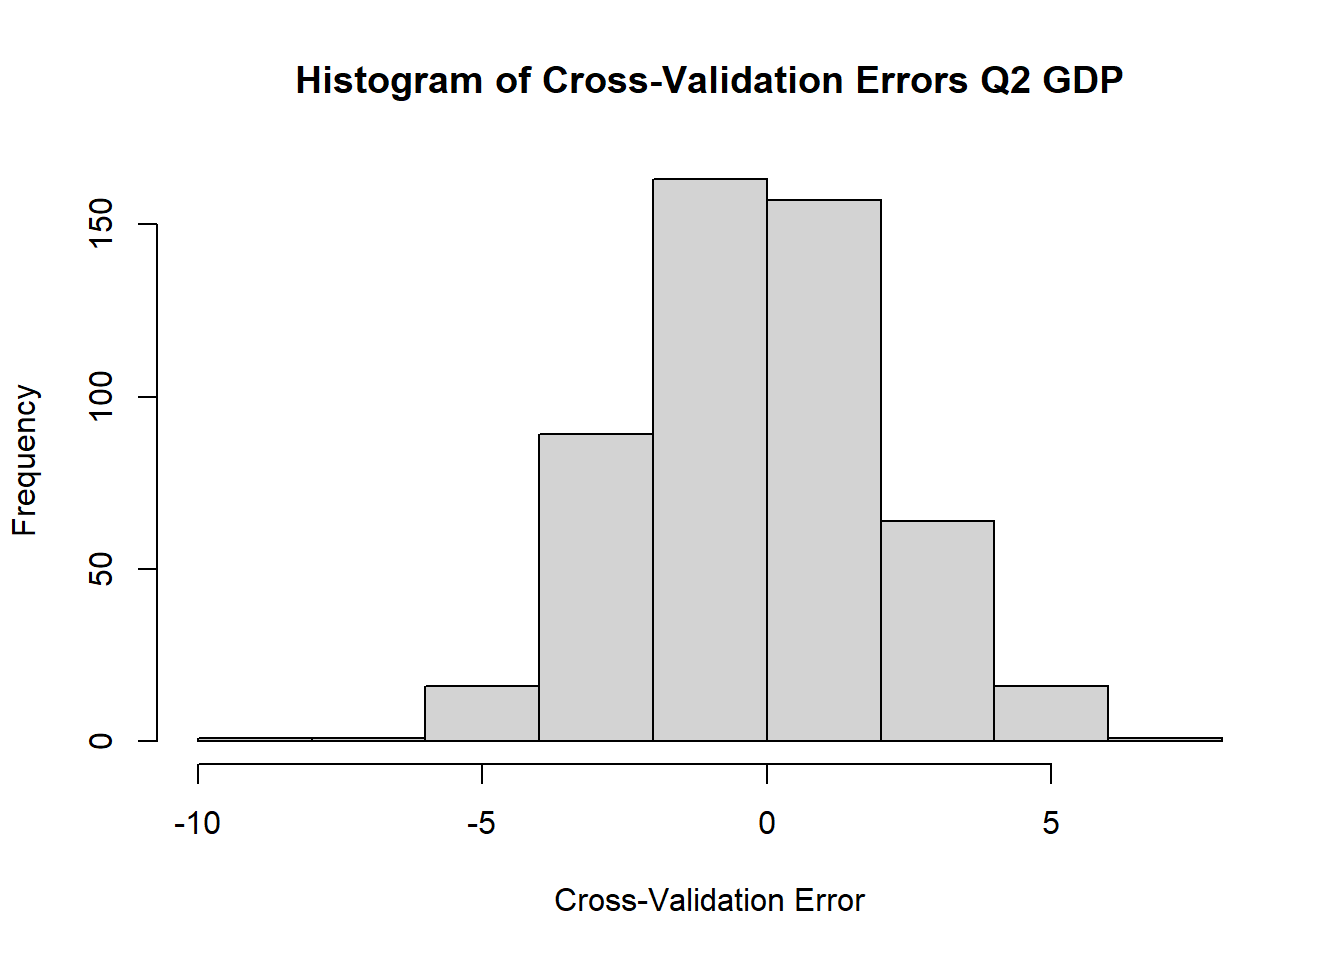 Histogram of Cross-Validation Errors Q2 GDP
Frequency
150
100
50
0
-10 -5 0 5
Cross-Validation Error